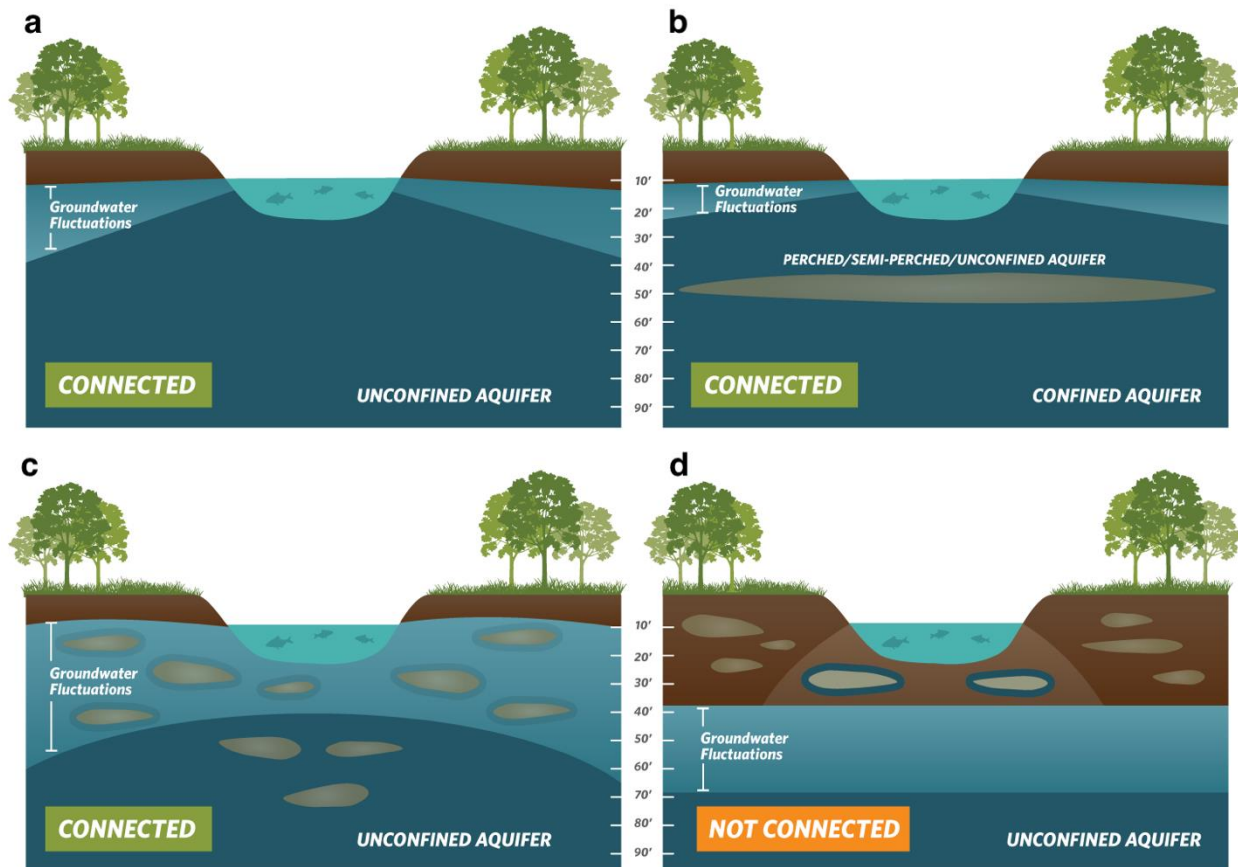 a
b
Groundwater
Fluctuations
10'
20'
30'
40'
50'
60'
70'
80'
90'
Groundwater
Fluctuations
PERCHED/SEMI-PERCHED/UNCONFINED AQUIFER
CONNECTED
UNCONFINED AQUIFER
CONNECTED
CONFINED AQUIFER
c
d
Groundwater
Fluctuations
10'
20'
30'
40'
50'
60'
70'
80'
90'
Groundwater
Fluctuations
CONNECTED
UNCONFINED AQUIFER
NOT CONNECTED
UNCONFINED AQUIFER